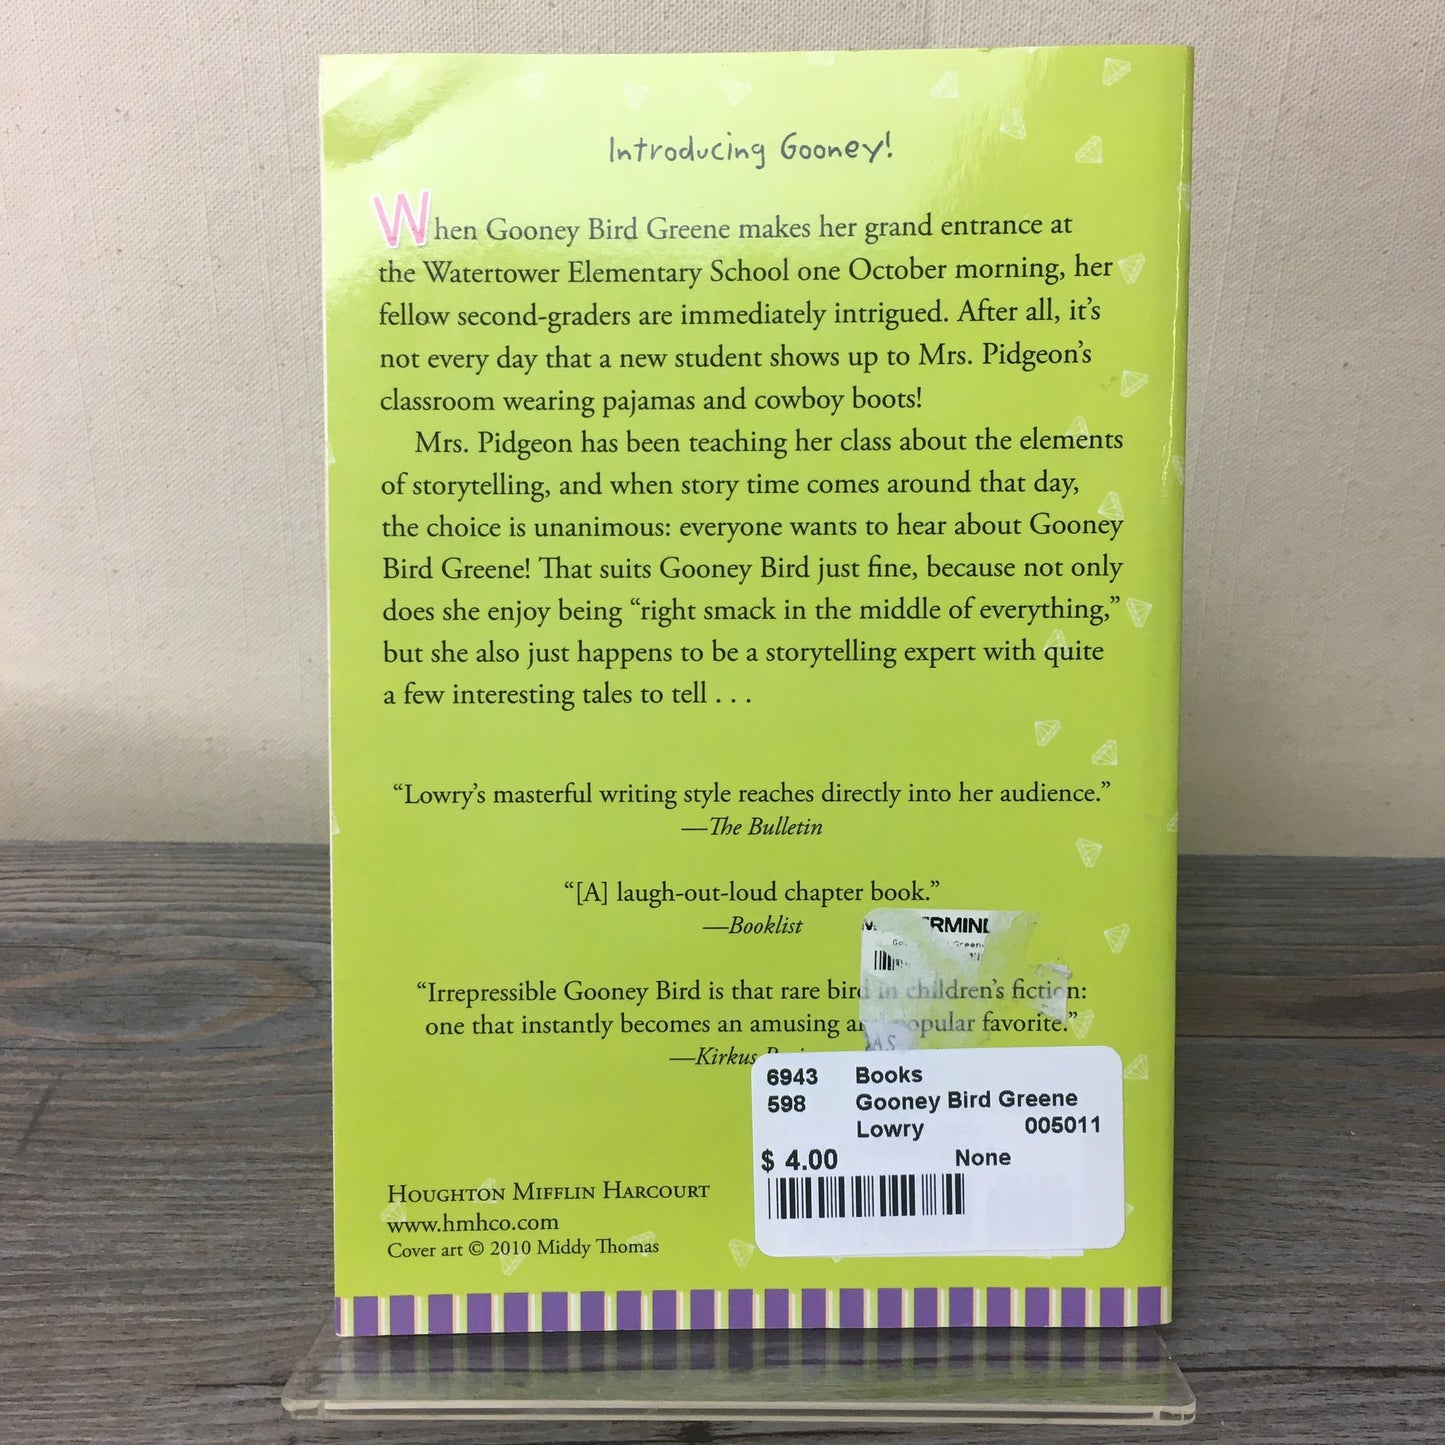 Introducing Gooney!
When Gooney Bird Greene makes her grand entrance at
the Watertower Elementary School one October morning, her
fellow second-graders are immediately intrigued. After all, it's
not every day that a new student shows up to Mrs. Pidgeon's
classroom wearing pajamas and cowboy boots!
Mrs. Pidgeon has been teaching her class about the elements
of storytelling, and when story time comes around that day,
the choice is unanimous: everyone wants to hear about Gooney
Bird Greene! That suits Gooney Bird just fine, because not only
does she enjoy being “right smack in the middle of everything,”
but she also just happens to be a storytelling expert with quite
a few interesting tales to tell . . .
“Lowry's masterful writing style reaches directly into her audience.”
—The Bulletin
“[A] laugh-out-loud chapter book.”
—Booklist
“Irrepressible Gooney Bird is that rare bird in children's fiction:
one that instantly becomes an amusing popular favorite.”
—Kirkus
6943 Books
598 Gooney Bird Greene
Lowry 005011
$ 4.00 None
Houghton Mifflin Harcourt
www.hmhco.com
Cover art © 2010 Middy Thomas